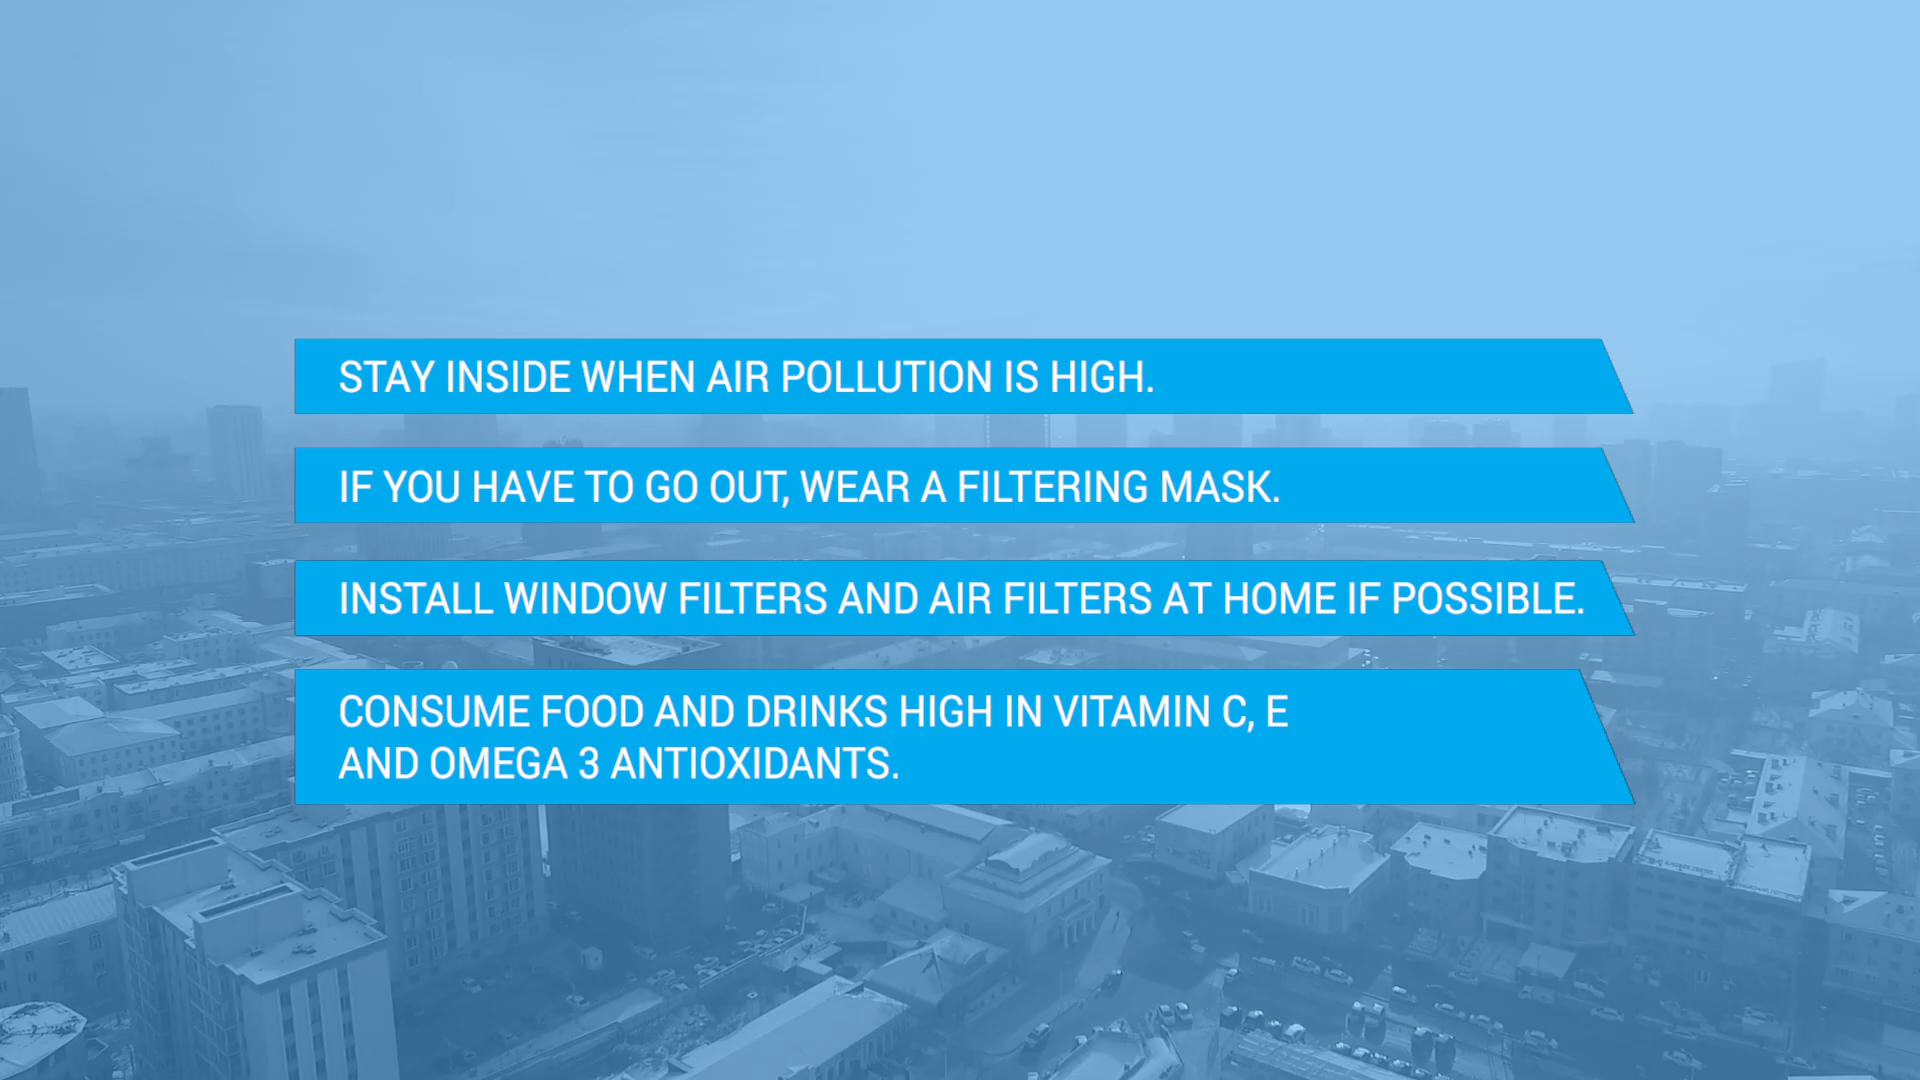 STAY INSIDE WHEN AIR POLLUTION IS HIGH.
IF YOU HAVE TO GO OUT, WEAR A FILTERING MASK.
INSTALL WINDOW FILTERS AND AIR FILTERS AT HOME IF POSSIBLE.
CONSUME FOOD AND DRINKS HIGH IN VITAMIN C, E
AND OMEGA 3 ANTIOXIDANTS.